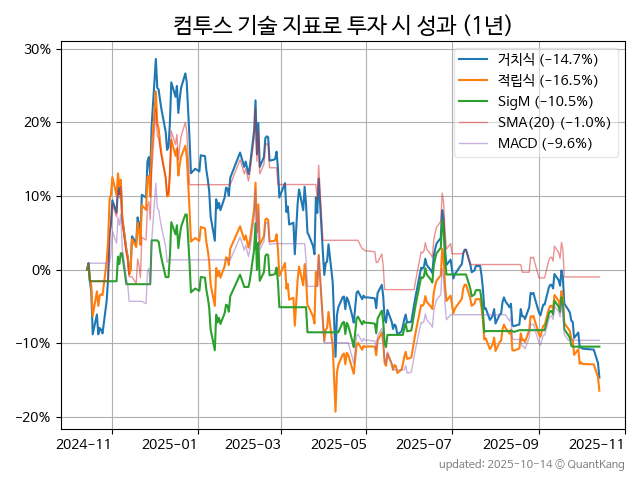 컴투스 기술 지표로 투자 시 성과 (1년)
30%
20%
10%
0%
−10%
−20%
거치식 (−14.7%)
적립식 (−16.5%)
SigM (−10.5%)
SMA(20) (−1.0%)
MACD (−9.6%)
2024-11
2025-01
2025-03
2025-05
2025-07
2025-09
2025-11
updated: 2025-10-14 © QuantKang